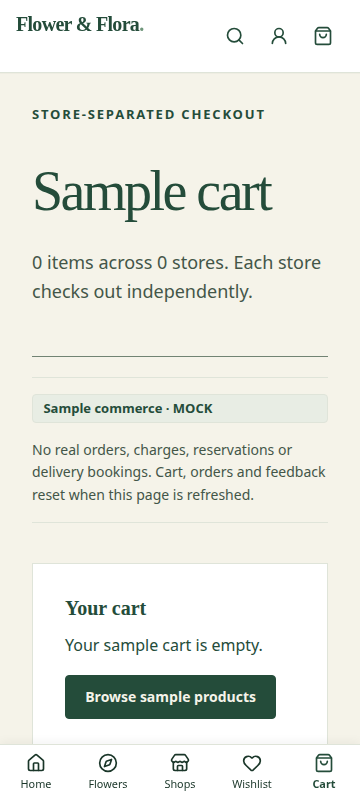 Flower & Flora.
STORE-SEPARATED CHECKOUT
Sample cart
0 items across 0 stores. Each store
checks out independently.
Sample commerce · MOCK
No real orders, charges, reservations or
delivery bookings. Cart, orders and feedback
reset when this page is refreshed.
Your cart
Your sample cart is empty.
Browse sample products
Home Flowers Shops Wishlist Cart